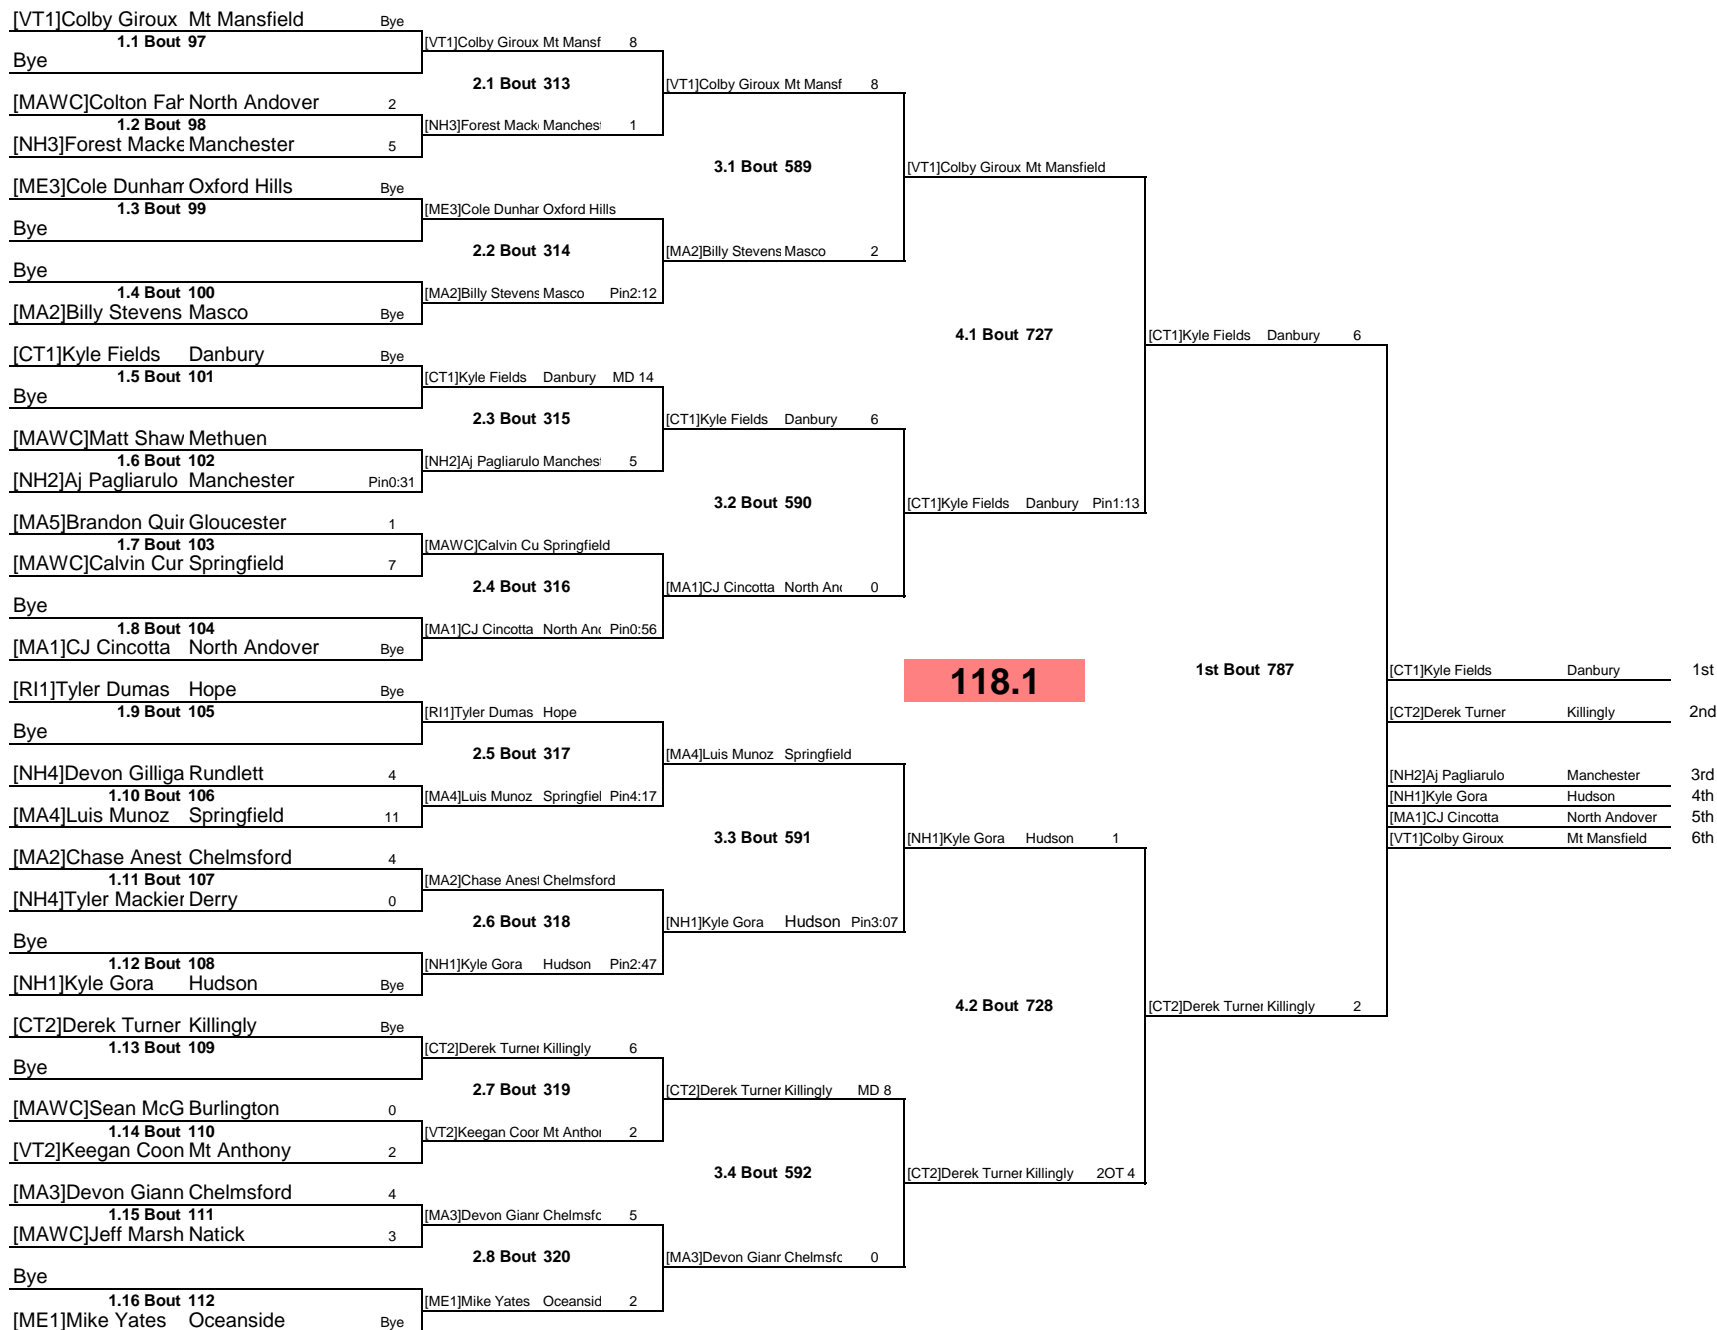 [VT1]Colby Giroux Mt Mansfield Bye
1.1 Bout 97
Bye
[MAWC]Colton Fah North Andover 2
1.2 Bout 98
[NH3]Forest Macke Manchester 5
[ME3]Cole Dunham Oxford Hills Bye
1.3 Bout 99
Bye
Bye
1.4 Bout 100
[MA2]Billy Stevens Masco Bye
[CT1]Kyle Fields Danbury Bye
1.5 Bout 101
Bye
[MAWC]Matt Shaw Methuen
1.6 Bout 102
[NH2]Aj Pagliarulo Manchester Pin0:31
[MA5]Brandon Quir Gloucester 1
1.7 Bout 103
[MAWC]Calvin Cur Springfield 7
Bye
1.8 Bout 104
[MA1]CJ Cincotta North Andover Bye
[RI1]Tyler Dumas Hope Bye
1.9 Bout 105
Bye
[NH4]Devon Gilliga Rundlett 4
1.10 Bout 106
[MA4]Luis Munoz Springfield 11
[MA2]Chase Anest Chelmsford 4
1.11 Bout 107
[NH4]Tyler Mackier Derry 0
Bye
1.12 Bout 108
[NH1]Kyle Gora Hudson Bye
[CT2]Derek Turner Killingly Bye
1.13 Bout 109
Bye
[MAWC]Sean McG Burlington 0
1.14 Bout 110
[VT2]Keegan Coon Mt Anthony 2
[MA3]Devon Giann Chelmsford 4
1.15 Bout 111
[MAWC]Jeff Marsh Natick 3
Bye
1.16 Bout 112
[ME1]Mike Yates Oceanside Bye
[VT1]Colby Giroux Mt Mansf 8
2.1 Bout 313
[NH3]Forest Mack Manches 1
[ME3]Cole Dunhar Oxford Hills
2.2 Bout 314
[MA2]Billy Stevens Masco Pin2:12
[CT1]Kyle Fields Danbury MD 14
2.3 Bout 315
[NH2]Aj Pagliarulo Manches 5
[MAWC]Calvin Cu Springfield
2.4 Bout 316
[MA1]CJ Cincotta North And Pin0:56
[RI1]Tyler Dumas Hope
2.5 Bout 317
[MA4]Luis Munoz Springfiel Pin4:17
[MA2]Chase Anest Chelmsford
2.6 Bout 318
[NH1]Kyle Gora Hudson Pin2:47
[CT2]Derek Turner Killingly 6
2.7 Bout 319
[VT2]Keegan Coor Mt Anthor 2
[MA3]Devon Gianr Chelmsfc 5
2.8 Bout 320
[ME1]Mike Yates Oceansid 2
[VT1]Colby Giroux Mt Mansf 8
3.1 Bout 589
[MA2]Billy Stevens Masco 2
[CT1]Kyle Fields Danbury 6
3.2 Bout 590
[MA1]CJ Cincotta North And 0
[MA4]Luis Munoz Springfield
3.3 Bout 591
[NH1]Kyle Gora Hudson Pin3:07
[CT2]Derek Turner Killingly MD 8
3.4 Bout 592
[MA3]Devon Gianr Chelmsfc 0
[VT1]Colby Giroux Mt Mansfield
4.1 Bout 727
[CT1]Kyle Fields Danbury Pin1:13
118.1
[NH1]Kyle Gora Hudson 1
4.2 Bout 728
[CT2]Derek Turner Killingly 2OT 4
[CT1]Kyle Fields Danbury 6
1st Bout 787
[CT2]Derek Turner Killingly 2
[CT1]Kyle Fields Danbury 1st
[CT2]Derek Turner Killingly 2nd
[NH2]Aj Pagliarulo Manchester 3rd
[NH1]Kyle Gora Hudson 4th
[MA1]CJ Cincotta North Andover 5th
[VT1]Colby Giroux Mt Mansfield 6th